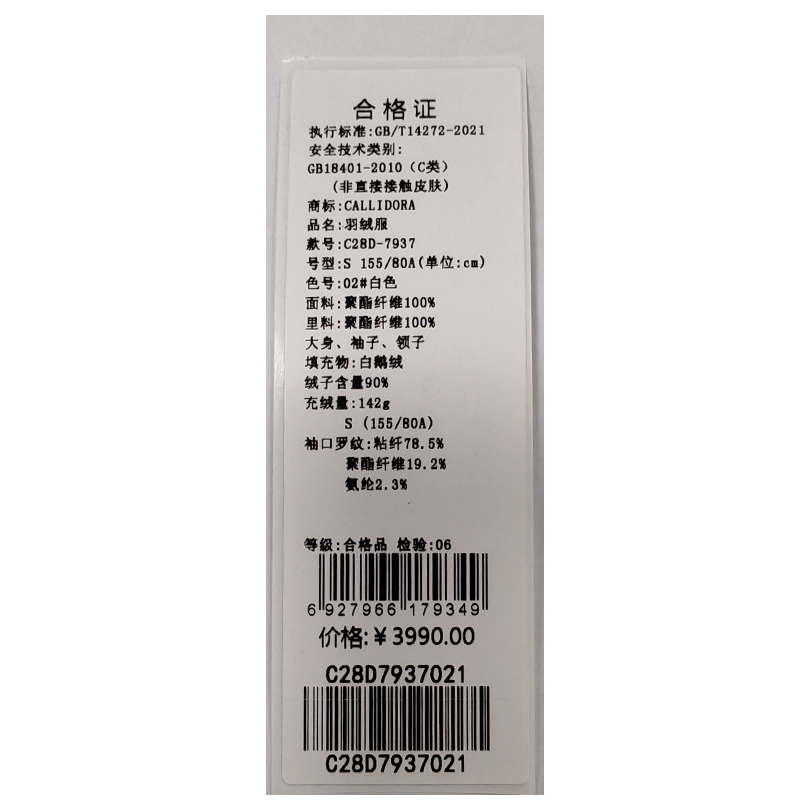 合格证
执行标准:GB/T14272-2021
安全技术类别:
GB18401-2010（C类）
(非直接接触皮肤)
商标:CALLIDORA
品名:羽绒服
款号:C28D-7937
号型:S 155/80A(单位:cm)
色号:02#白色
面料:聚酯纤维100%
里料:聚酯纤维100%
大身、袖子、领子
填充物:白鹅绒
绒子含量90%
充绒量:142g
S (155/80A)
袖口罗纹:粘纤78.5%
聚酯纤维19.2%
氨纶2.3%
等级:合格品 检验:06
6 927966 179349
价格:￥3990.00
C28D7937021
C28D7937021